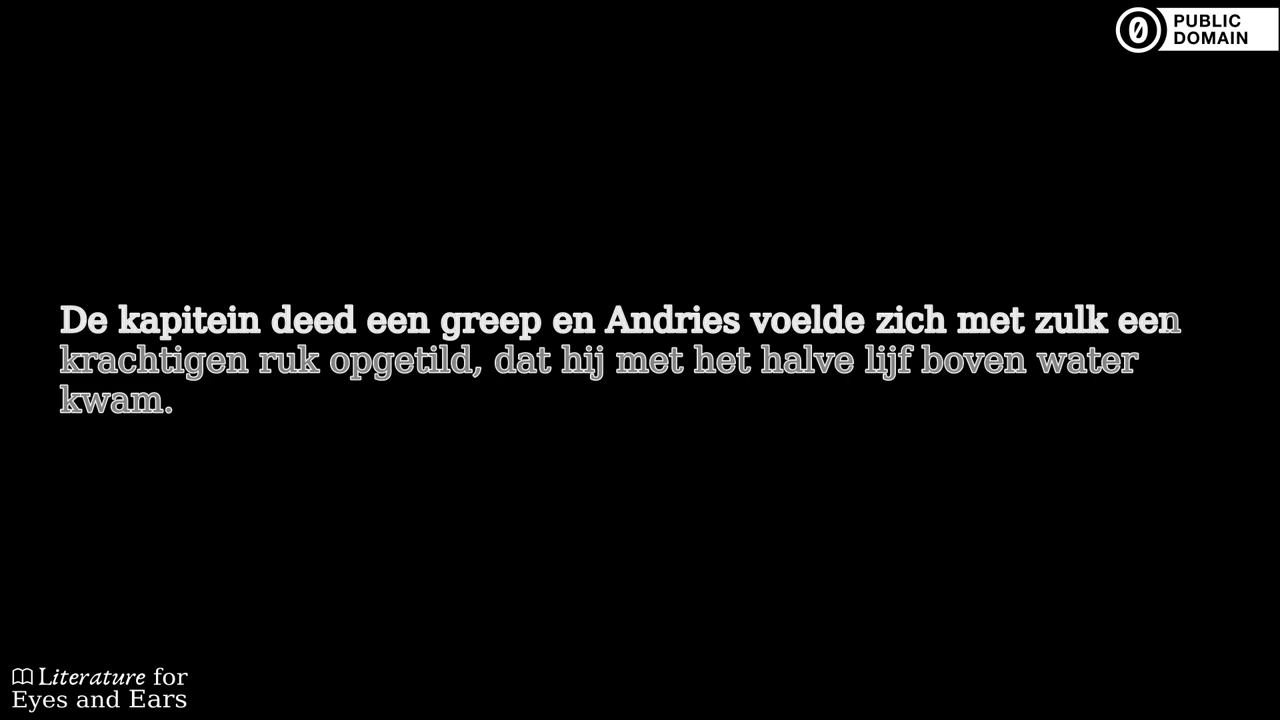 PUBLIC
DOMAIN
De kapitein deed een greep en Andries voelde zich met zulk een
krachtigen ruk opgetild, dat hij met het halve lijf boven water
kwam.
Literature for
Eyes and Ears